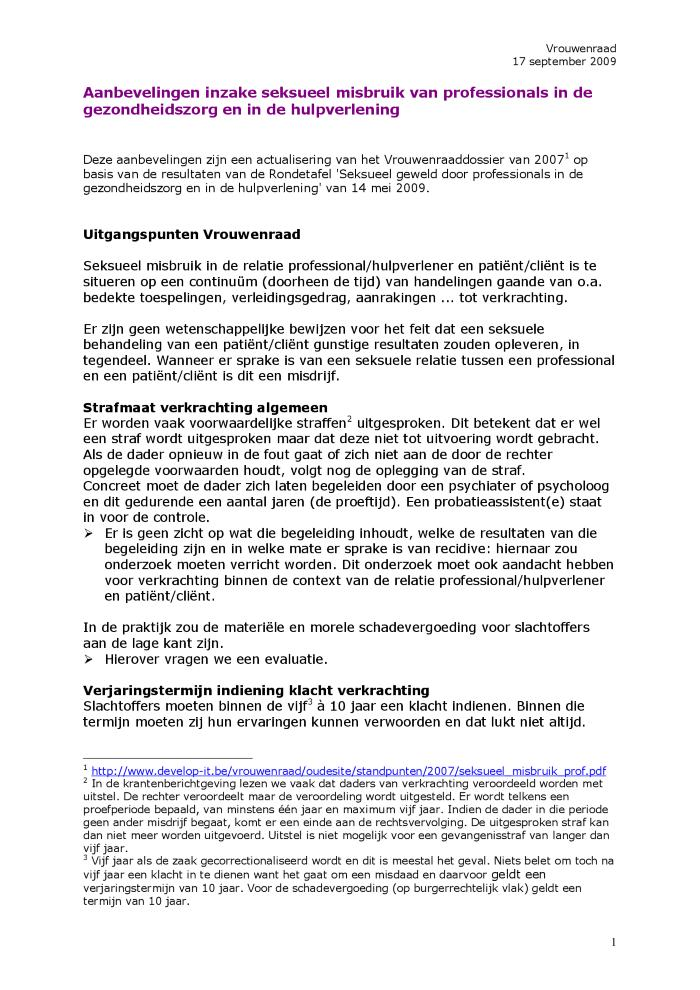 Vrouwenraad
17 september 2009
Aanbevelingen inzake seksueel misbruik van professionals in de
gezondheidszorg en in de hulpverlening
Deze aanbevelingen zijn een actualisering van het Vrouwenraaddossier van 2007¹ op
basis van de resultaten van de Rondetafel 'Seksueel geweld door professionals in de
gezondheidszorg en in de hulpverlening' van 14 mei 2009.
Uitgangspunten Vrouwenraad
Seksueel misbruik in de relatie professional/hulpverlener en patiënt/cliënt is te
situeren op een continuüm (doorheen de tijd) van handelingen gaande van o.a.
bedekte toespelingen, verleidingsgedrag, aanrakingen ... tot verkrachting.
Er zijn geen wetenschappelijke bewijzen voor het feit dat een seksuele
behandeling van een patiënt/cliënt gunstige resultaten zouden opleveren, in
tegendeel. Wanneer er sprake is van een seksuele relatie tussen een professional
en een patiënt/cliënt is dit een misdrijf.
Strafmaat verkrachting algemeen
Er worden vaak voorwaardelijke straffen² uitgesproken. Dit betekent dat er wel
een straf wordt uitgesproken maar dat deze niet tot uitvoering wordt gebracht.
Als de dader opnieuw in de fout gaat of zich niet aan de door de rechter
opgelegde voorwaarden houdt, volgt nog de oplegging van de straf.
Concreet moet de dader zich laten begeleiden door een psychiater of psycholoog
en dit gedurende een aantal jaren (de proeftijd). Een probatieassistent(e) staat
in voor de controle.
➢ Er is geen zicht op wat die begeleiding inhoudt, welke de resultaten van die
begeleiding zijn en in welke mate er sprake is van recidive: hiernaar zou
onderzoek moeten verricht worden. Dit onderzoek moet ook aandacht hebben
voor verkrachting binnen de context van de relatie professional/hulpverlener
en patiënt/cliënt.
In de praktijk zou de materiële en morele schadevergoeding voor slachtoffers
aan de lage kant zijn.
➢ Hierover vragen we een evaluatie.
Verjaringstermijn indiening klacht verkrachting
Slachtoffers moeten binnen de vijf³ à 10 jaar een klacht indienen. Binnen die
termijn moeten zij hun ervaringen kunnen verwoorden en dat lukt niet altijd.
¹ http://www.develop-it.be/vrouwenraad/oudesite/standpunten/2007/seksueel_misbruik_prof.pdf
² In de krantenberichtgeving lezen we vaak dat daders van verkrachting veroordeeld worden met
uitstel. De rechter veroordeelt maar de veroordeling wordt uitgesteld. Er wordt telkens een
proefperiode bepaald, van minstens één jaar en maximum vijf jaar. Indien de dader in die periode
geen ander misdrijf begaat, komt er een einde aan de rechtsvervolging. De uitgesproken straf kan
dan niet meer worden uitgevoerd. Uitstel is niet mogelijk voor een gevangenisstraf van langer dan
vijf jaar.
³ Vijf jaar als de zaak gecorrectionaliseerd wordt en dit is meestal het geval. Niets belet om toch na
vijf jaar een klacht in te dienen want het gaat om een misdaad en daarvoor geldt een
verjaringstermijn van 10 jaar. Voor de schadevergoeding (op burgerrechtelijk vlak) geldt een
termijn van 10 jaar.
1